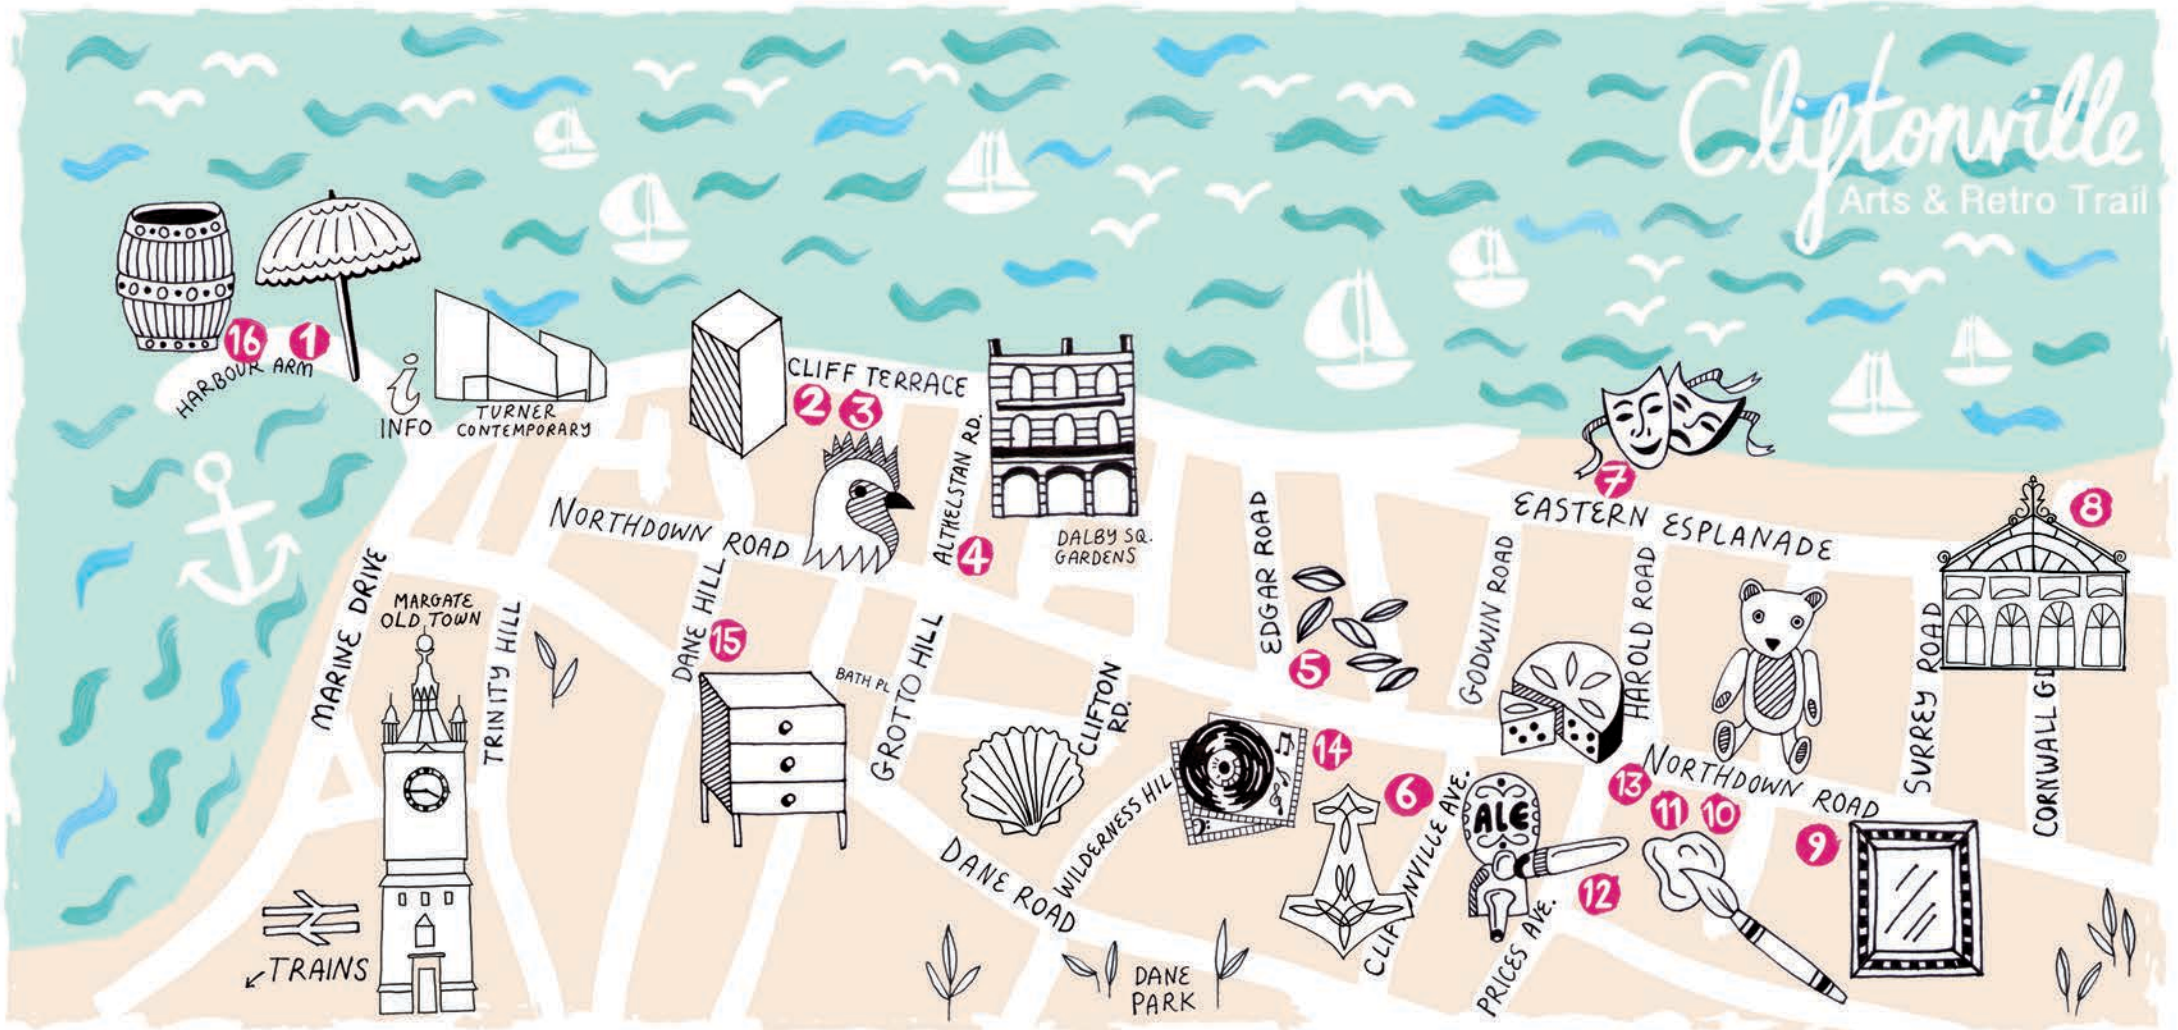 Cliftonville
Arts & Retro Trail
16
1
HARBOUR ARM
i
INFO
TURNER
CONTEMPORARY
CLIFF TERRACE
2
3
ALTHELSTAN RD.
4
DALBY SQ.
GARDENS
NORTHDOWN ROAD
7
EASTERN ESPLANADE
8
MARINE DRIVE
MARGATE
OLD TOWN
TRINITY HILL
DANE HILL
15
BATH PL
GROTTO HILL
CLIFTON
RD.
EDGAR ROAD
5
GODWIN ROAD
HAROLD ROAD
SURREY ROAD
CORNWALL GD
14
6
WILDERNESS HILL
DANE ROAD
CLIF NVILLE AVE.
ALE
PRICES AVE.
12
13
NORTHDOWN ROAD
11
10
9
TRAINS
DANE
PARK